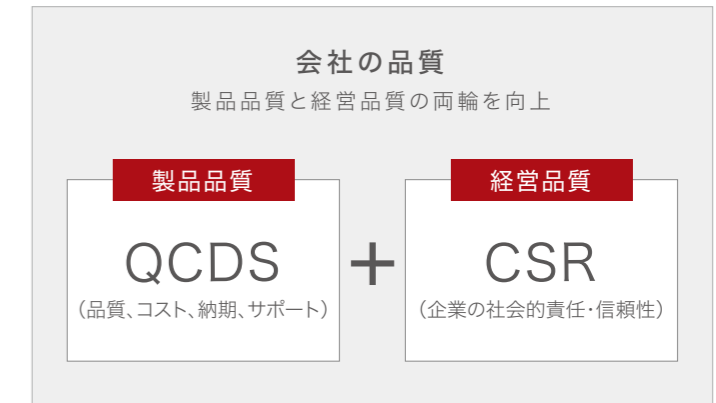 会社の品質
製品品質と経営品質の両輪を向上
製品品質
QCDS
（品質、コスト、納期、サポート）
+
経営品質
CSR
（企業の社会的責任・信頼性）